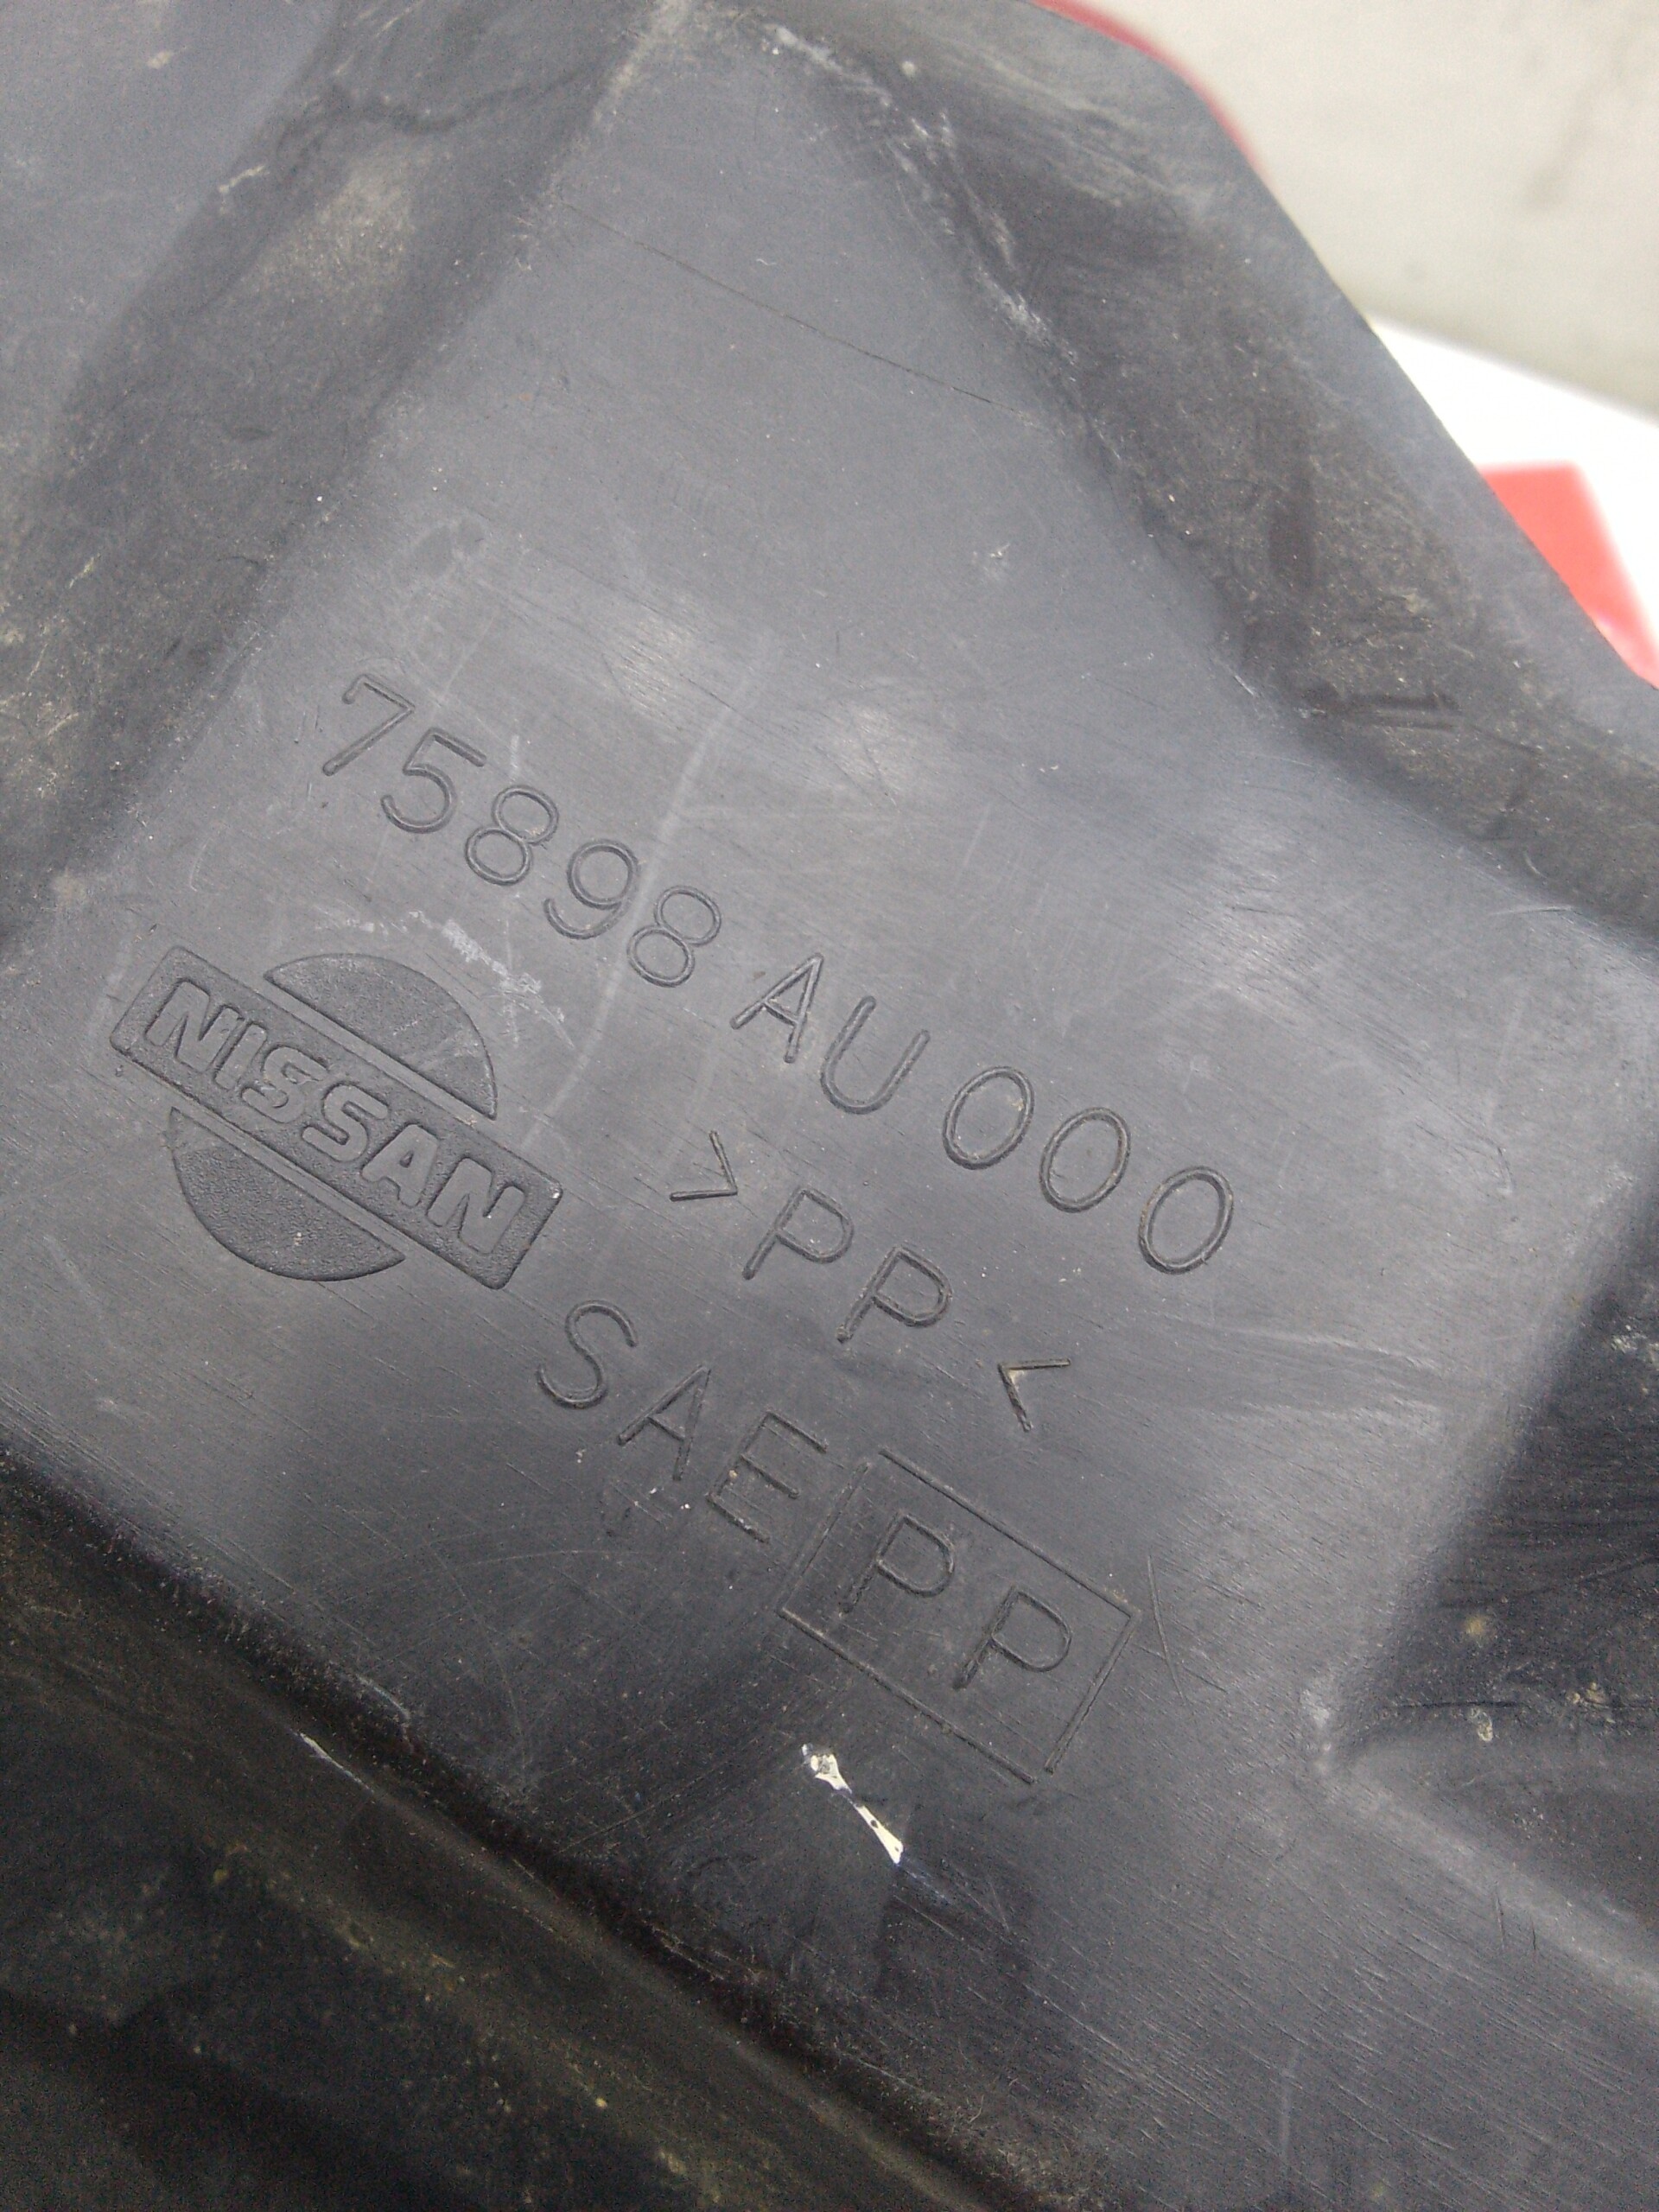 75898 AU000
NISSAN
>PP<
SAE PP